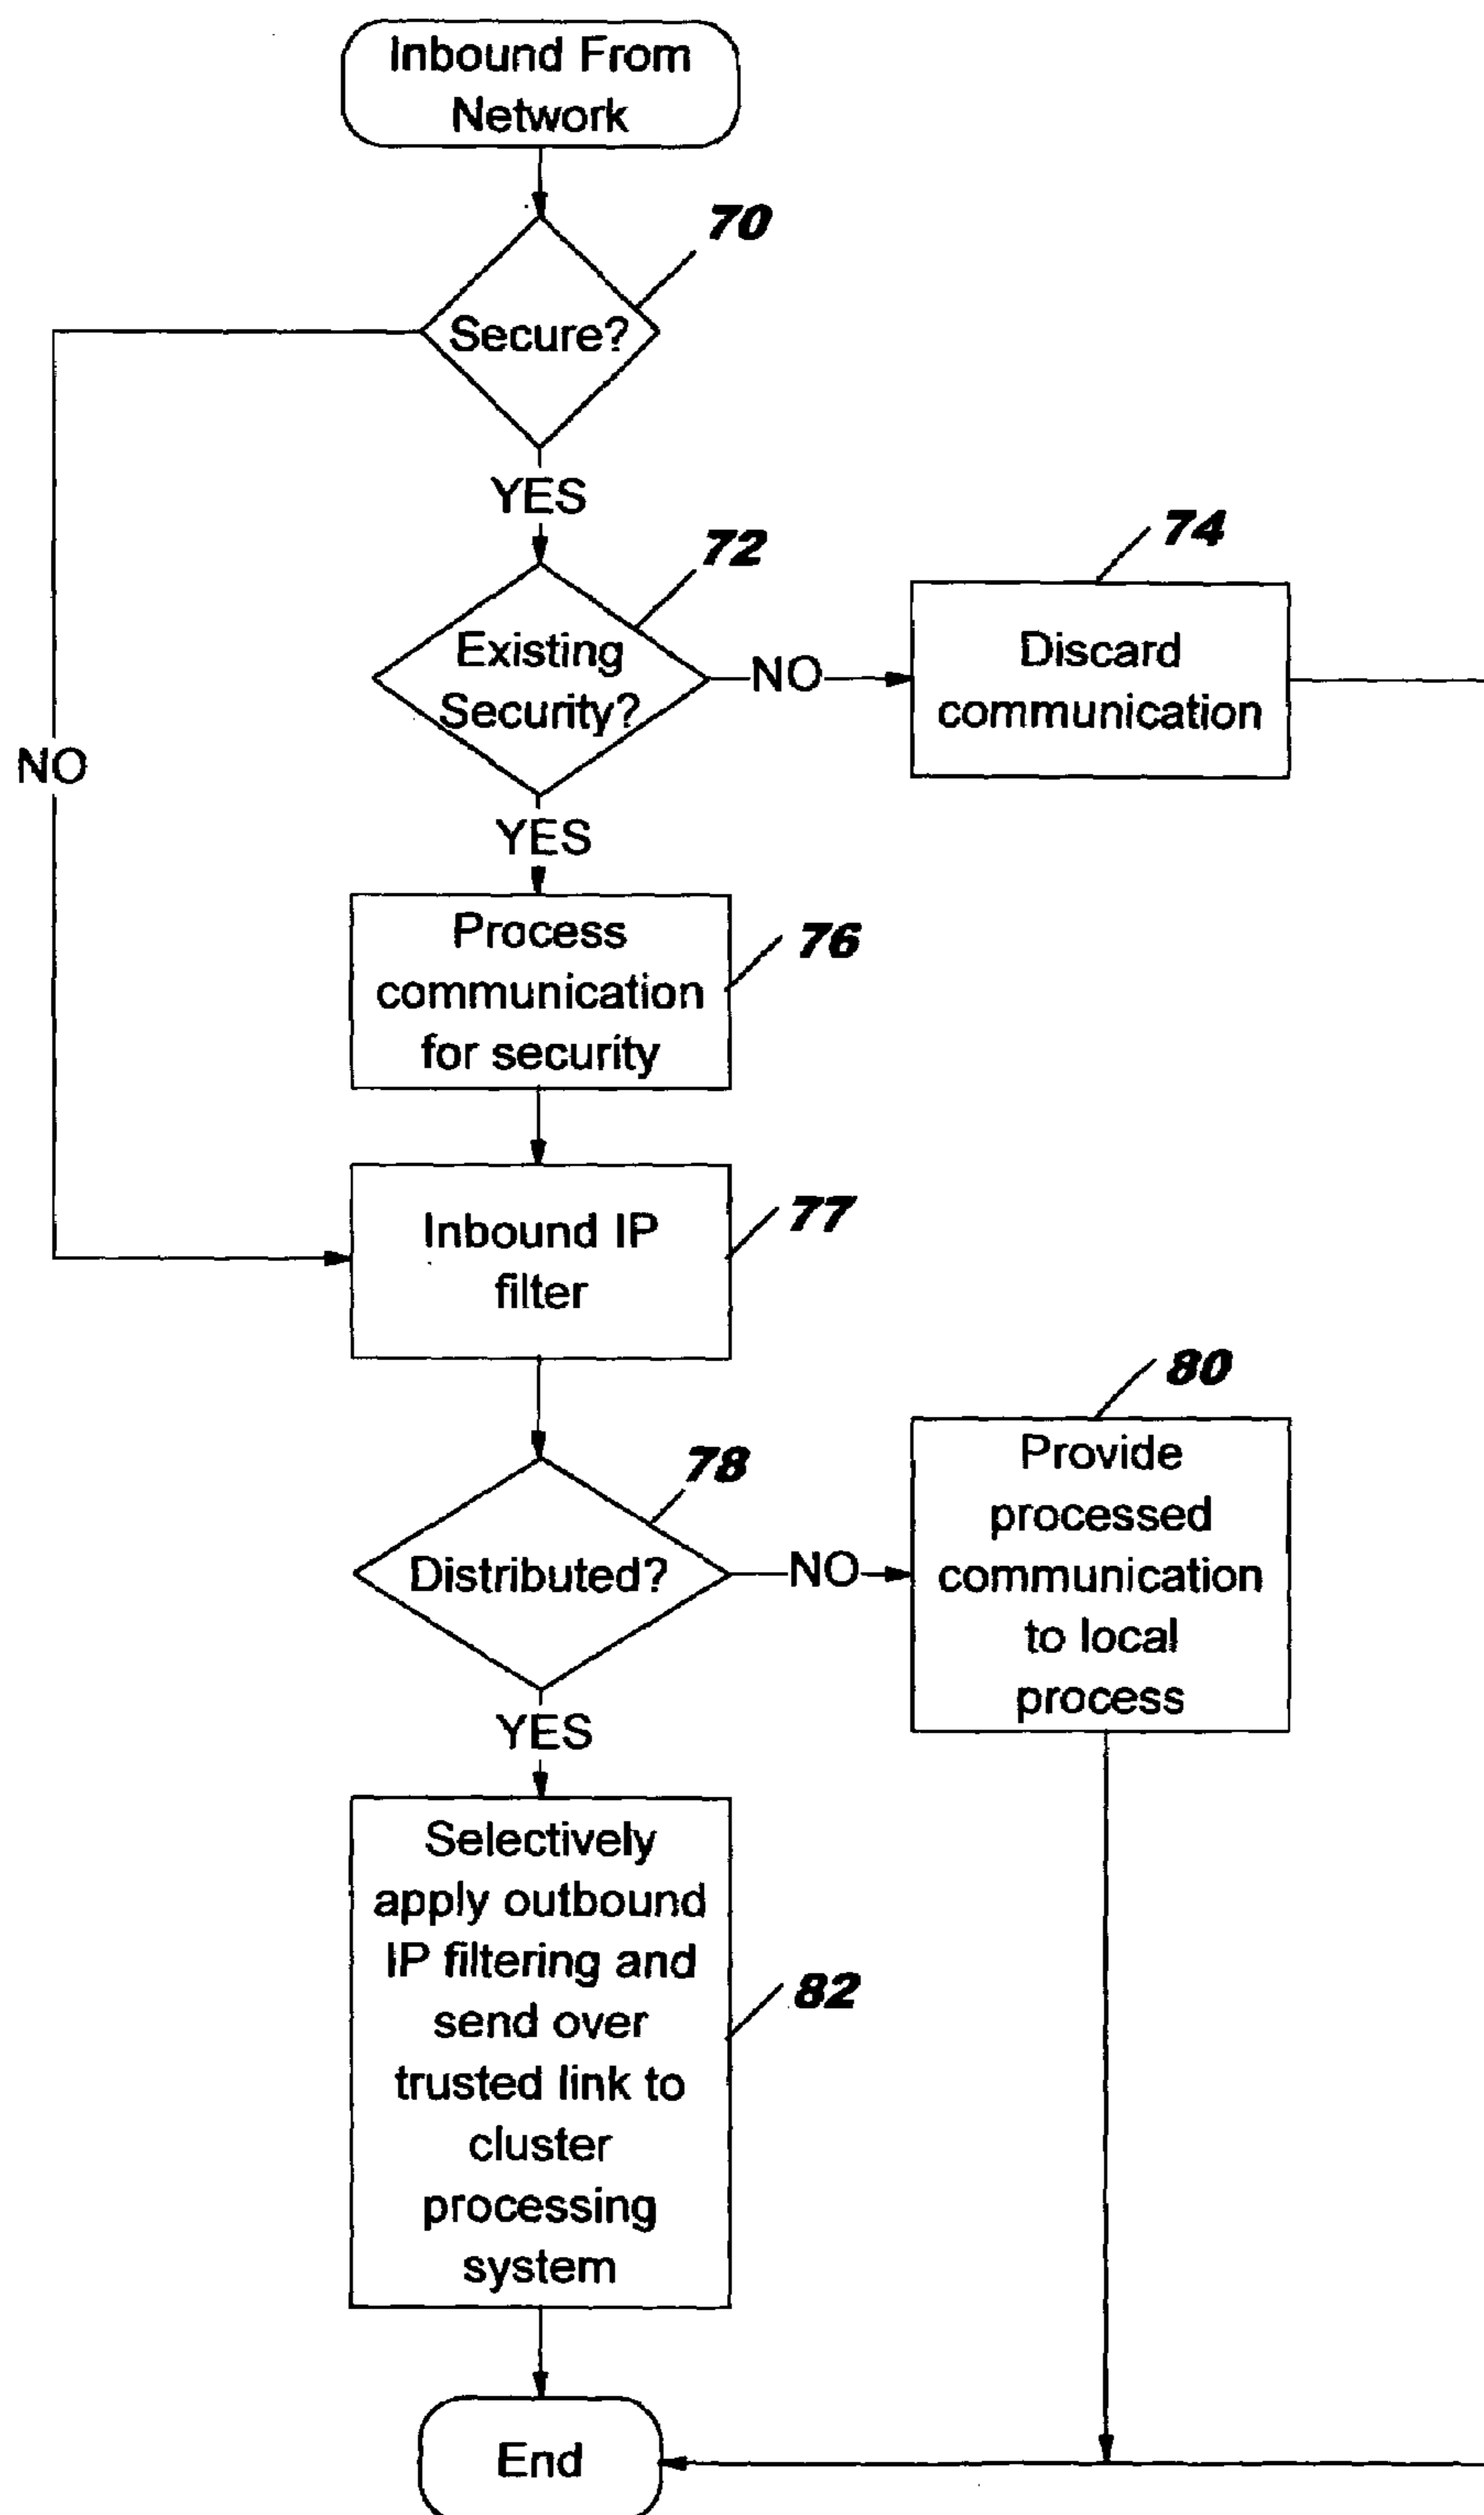 Inbound From
Network
70
Secure?
YES
72
74
Existing
Security?
NO
Discard
communication
NO
YES
Process
communication
for security
76
Inbound IP
filter
77
80
78
Distributed?
NO
Provide
processed
communication
to local
process
YES
Selectively
apply outbound
IP filtering and
send over
trusted link to
cluster
processing
system
82
End